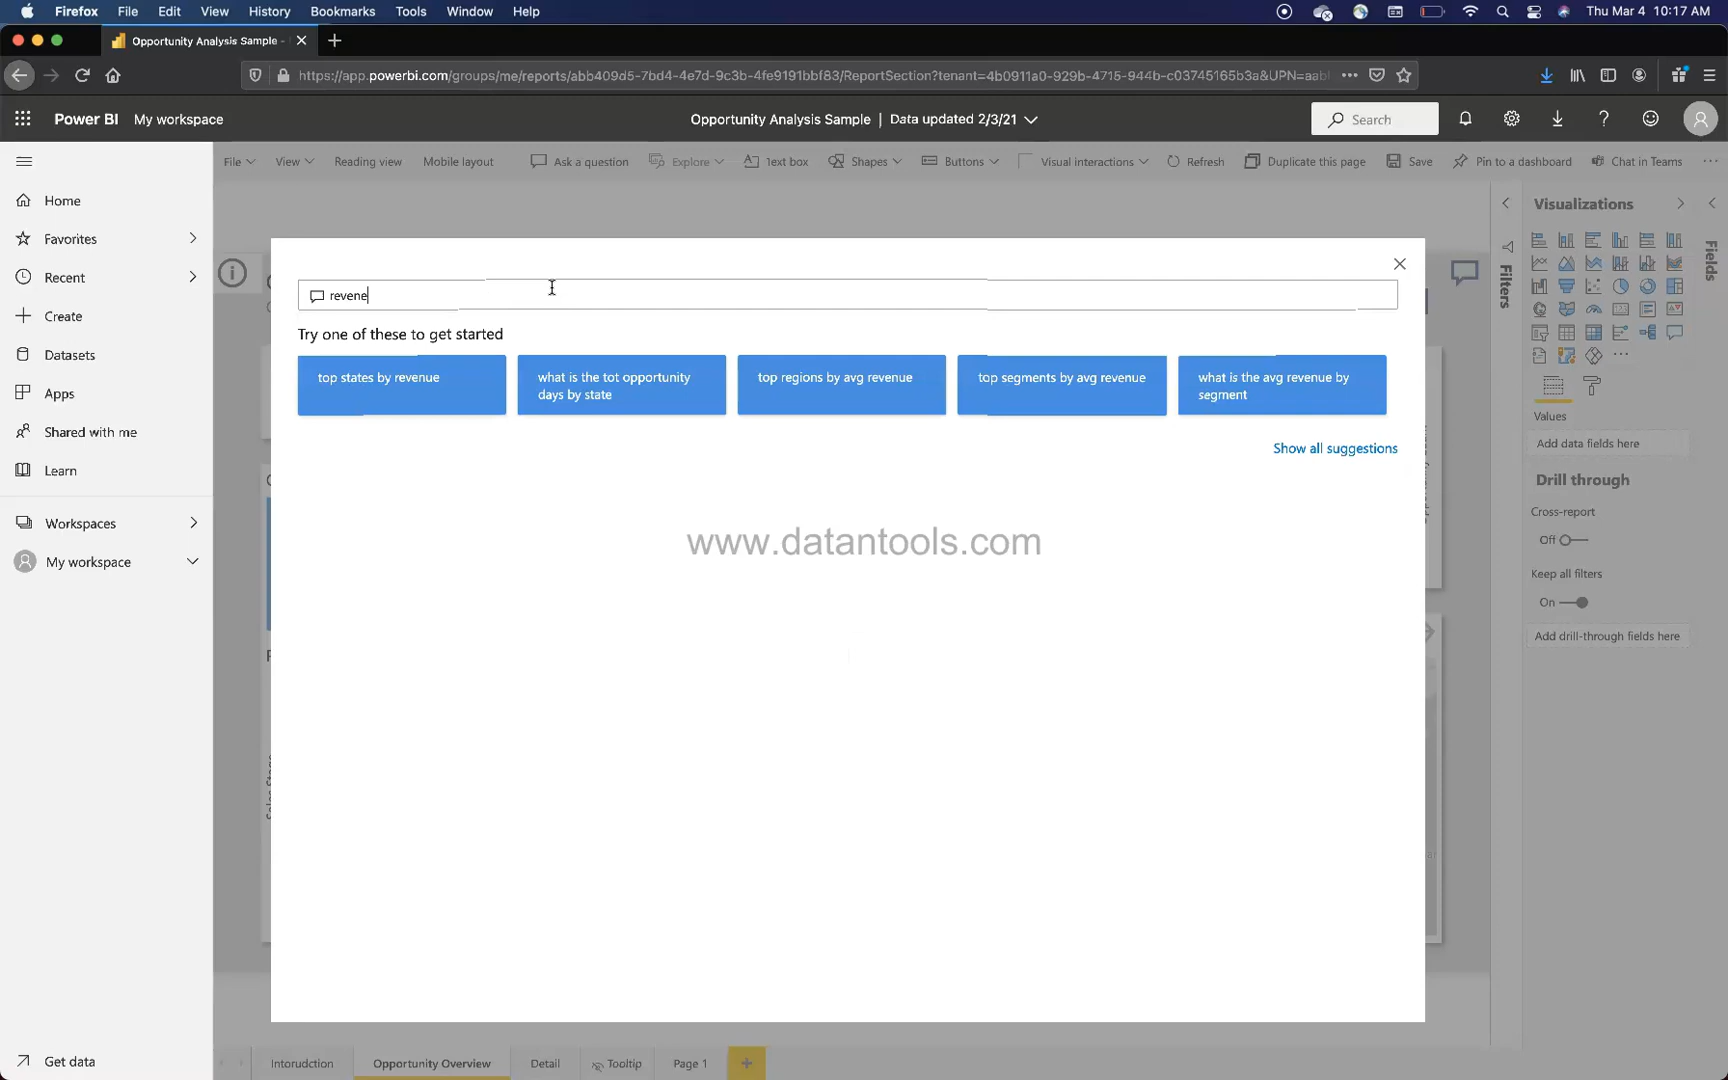 Firefox File Edit View History Bookmarks Tools Window Help Thu Mar 4 10:17 AM
Opportunity Analysis Sample -
https://app.powerbi.com/groups/me/reports/abb409d5-7bd4-4e7d-9c3b-4fe9191bbf83/ReportSection?tenant=4b0911a0-929b-4715-944b-c03745165b3a&UPN=aabl
Power BI My workspace Opportunity Analysis Sample | Data updated 2/3/21 Search
File View Reading view Mobile layout Ask a question Explore Text box Shapes Buttons Visual interactions Refresh Duplicate this page Save Pin to a dashboard Chat in Teams
Home
Favorites
Recent
Create
Datasets
Apps
Shared with me
Learn
Workspaces
My workspace
Get data
revene
Try one of these to get started
top states by revenue
what is the tot opportunity
days by state
top regions by avg revenue
top segments by avg revenue
what is the avg revenue by
segment
Show all suggestions
www.datantools.com
Sales Stage
Filters
Visualizations
Fields
Values
Add data fields here
Drill through
Cross-report
Off
Keep all filters
On
Add drill-through fields here
Intorudction Opportunity Overview Detail Tooltip Page 1